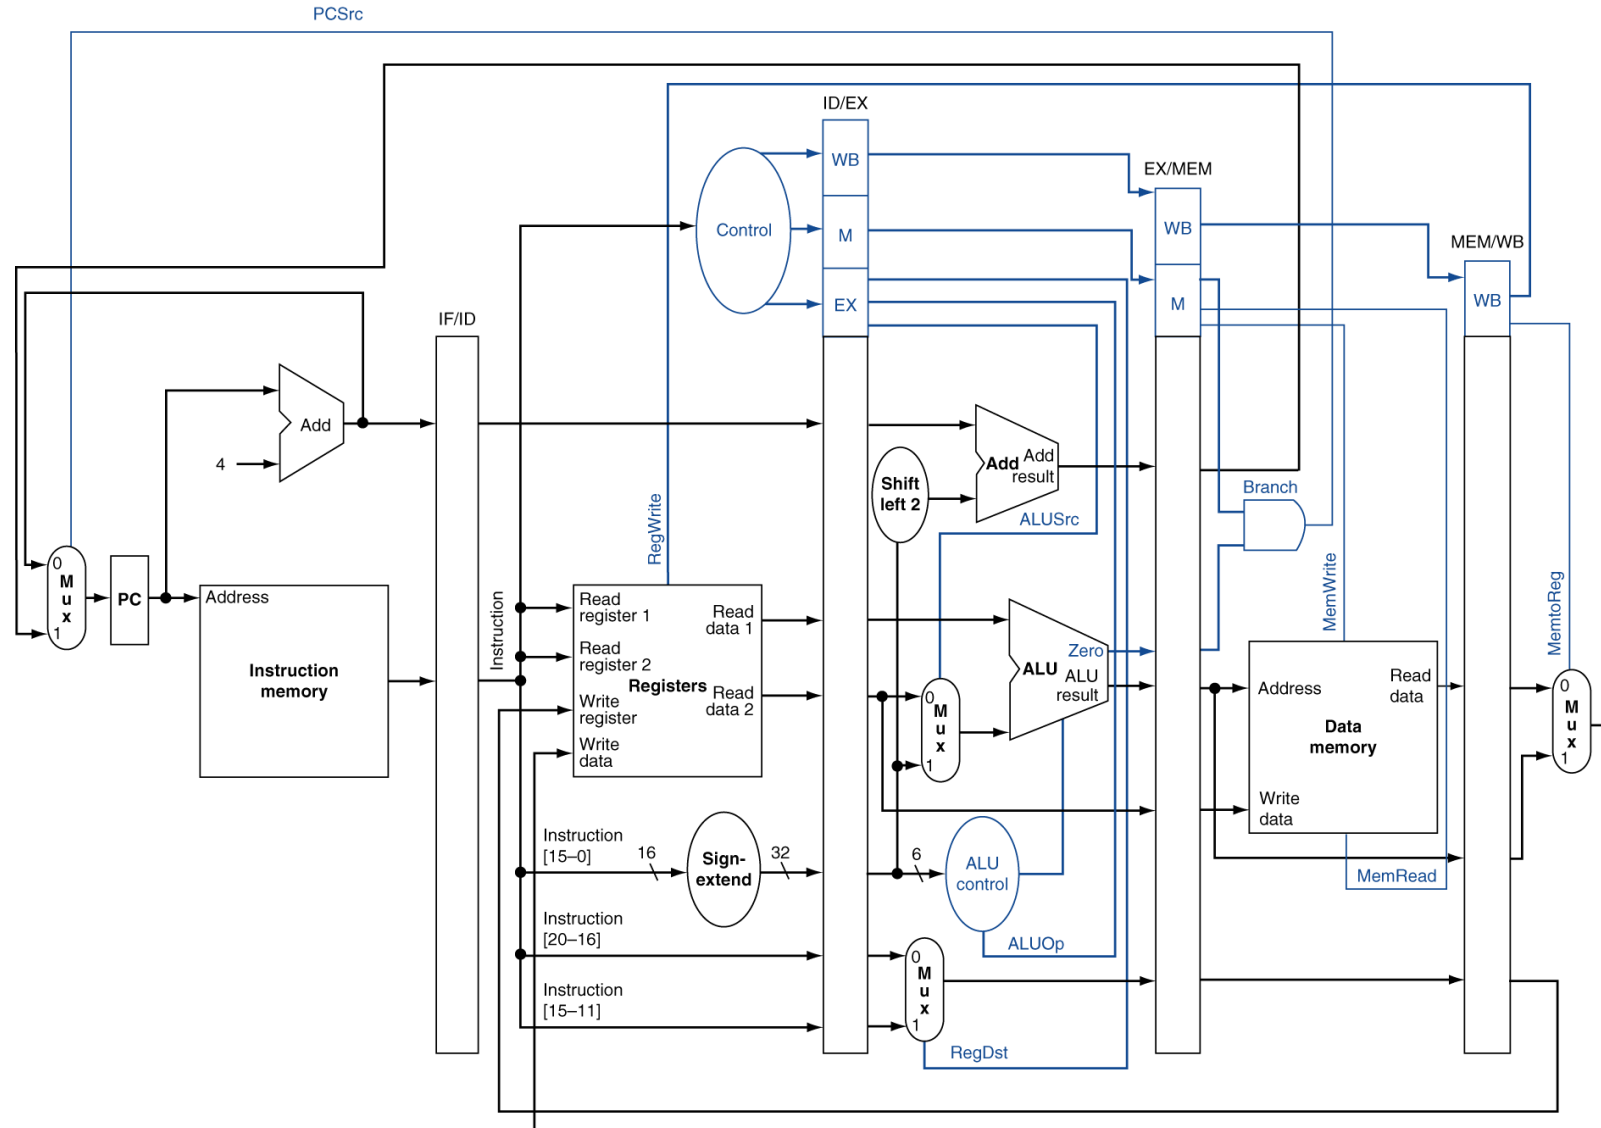 PCSrc
ID/EX
WB
EX/MEM
Control
M
WB
MEM/WB
EX
M
WB
IF/ID
Add
4
Shift
left 2
Add
Add
result
Branch
ALUSrc
RegWrite
MemWrite
MemtoReg
0
M
u
x
1
PC
Address
Instruction
memory
Instruction
Read
register 1
Read
register 2
Write
register
Write
data
Registers
Read
data 1
Read
data 2
0
M
u
x
1
Zero
ALU
ALU
result
Address
Read
data
Data
memory
Write
data
0
M
u
x
1
Instruction
[15–0]
16
Sign-
extend
32
6
ALU
control
MemRead
Instruction
[20–16]
ALUOp
Instruction
[15–11]
0
M
u
x
1
RegDst